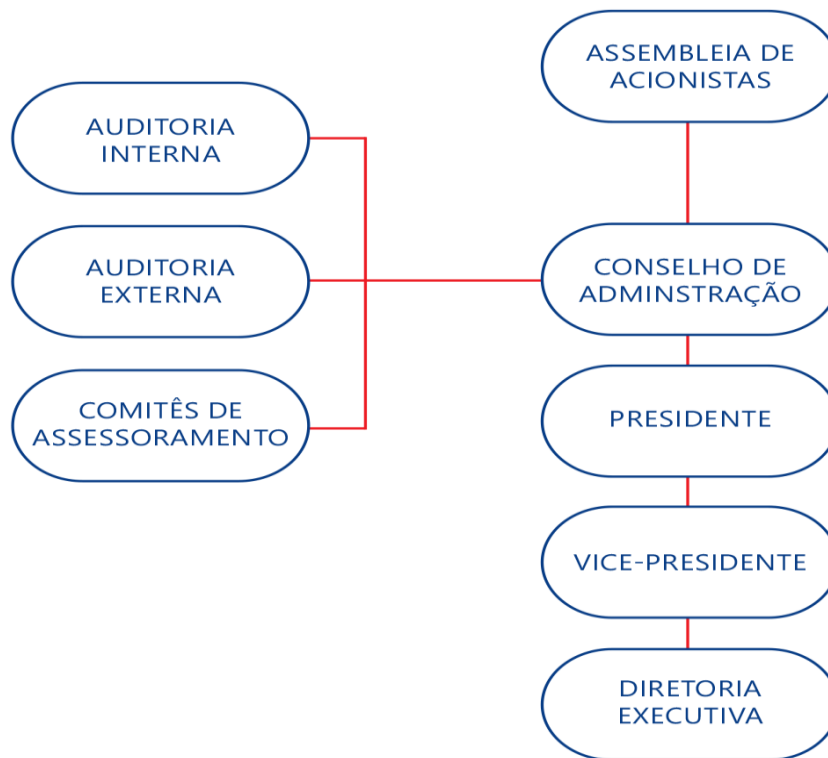 ASSEMBLEIA DE
ACIONISTAS
AUDITORIA
INTERNA
AUDITORIA
EXTERNA
CONSELHO DE
ADMINSTRAÇÃO
COMITÊS DE
ASSESSORAMENTO
PRESIDENTE
VICE-PRESIDENTE
DIRETORIA
EXECUTIVA